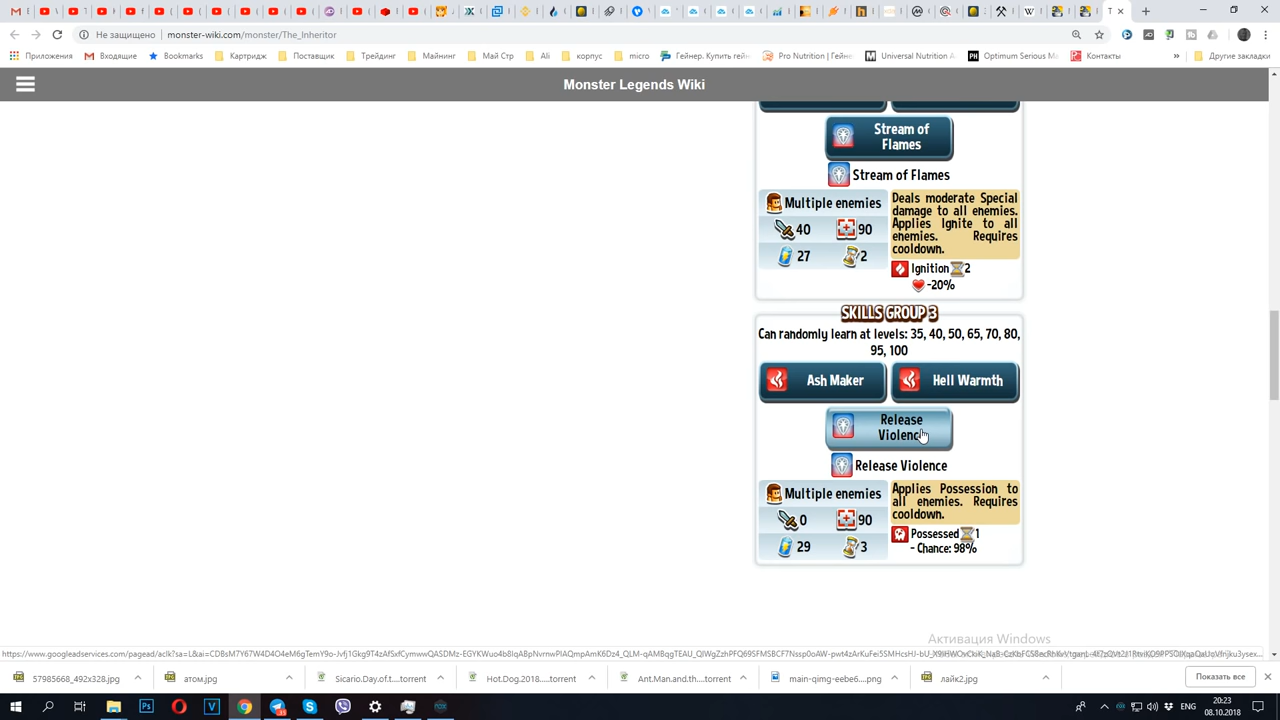 Не защищено
monster-wiki.com/monster/The_Inheritor
Приложения
Входящие
Bookmarks
Картридж
Поставщик
Трейдинг
Майнинг
Май Стр
Ali
корпус
micro
Гейнер. Купить гейн
Pro Nutrition | Гейне
Universal Nutrition A
Optimum Serious Ma
Контакты
»
Другие закладки
Monster Legends Wiki
Stream of
Flames
Stream of Flames
Multiple enemies
40 90
27 2
Deals moderate Special
damage to all enemies.
Applies Ignite to all
enemies. Requires
cooldown.
Ignition 2
-20%
SKILLS GROUP 3
Can randomly learn at levels: 35, 40, 50, 65, 70, 80,
95, 100
Ash Maker
Hell Warmth
Release
Violence
Release Violence
Multiple enemies
0 90
29 3
Applies Possession to
all enemies. Requires
cooldown.
Possessed 1
- Chance: 98%
Активация Windows
57985668_492x328.jpg
атом.jpg
Sicario.Day.of.t....torrent
Hot.Dog.2018....torrent
Ant.Man.and.th....torrent
main-qimg-eebe6....png
лайк2.jpg
Показать все
20:23
08.10.2018